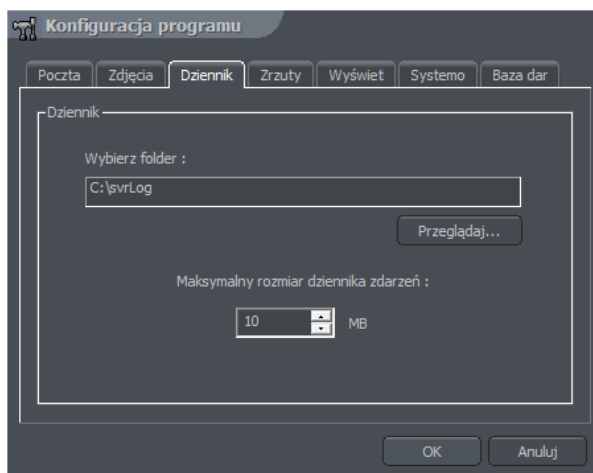 Konfiguracja programu
Poczta Zdjęcia Dziennik Zrzuty Wyświet Systemo Baza dar
Dziennik
Wybierz folder :
C:\svrLog
Przeglądaj...
Maksymalny rozmiar dziennika zdarzeń :
10 MB
OK Anuluj